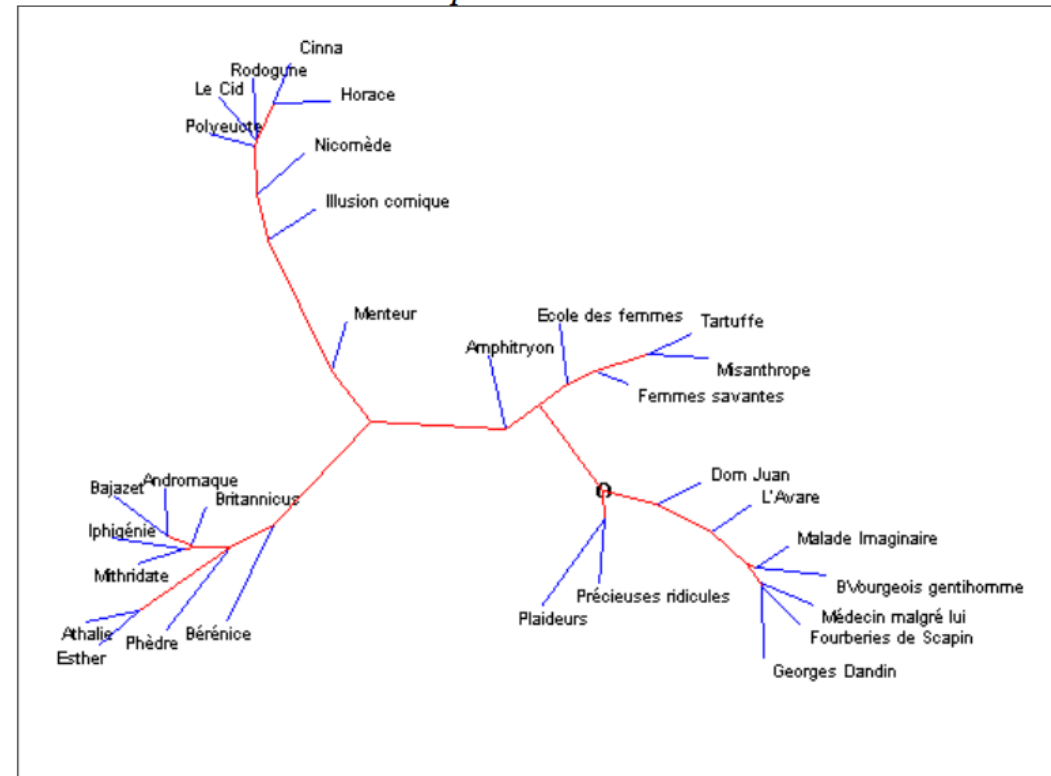 Cinna
Rodogune
Le Cid
Horace
Polyeucte
Nicomède
Illusion comique
Menteur
Ecole des femmes
Tartuffe
Amphitryon
Misanthrope
Femmes savantes
Dom Juan
Andromaque
Bajazet
Britannicus
L'Avare
Iphigénie
Malade Imaginaire
Mithridate
BVourgeois gentihomme
Précieuses ridicules
Plaideurs
Médecin malgré lui
Athalie
Phèdre
Bérénice
Fourberies de Scapin
Esther
Georges Dandin